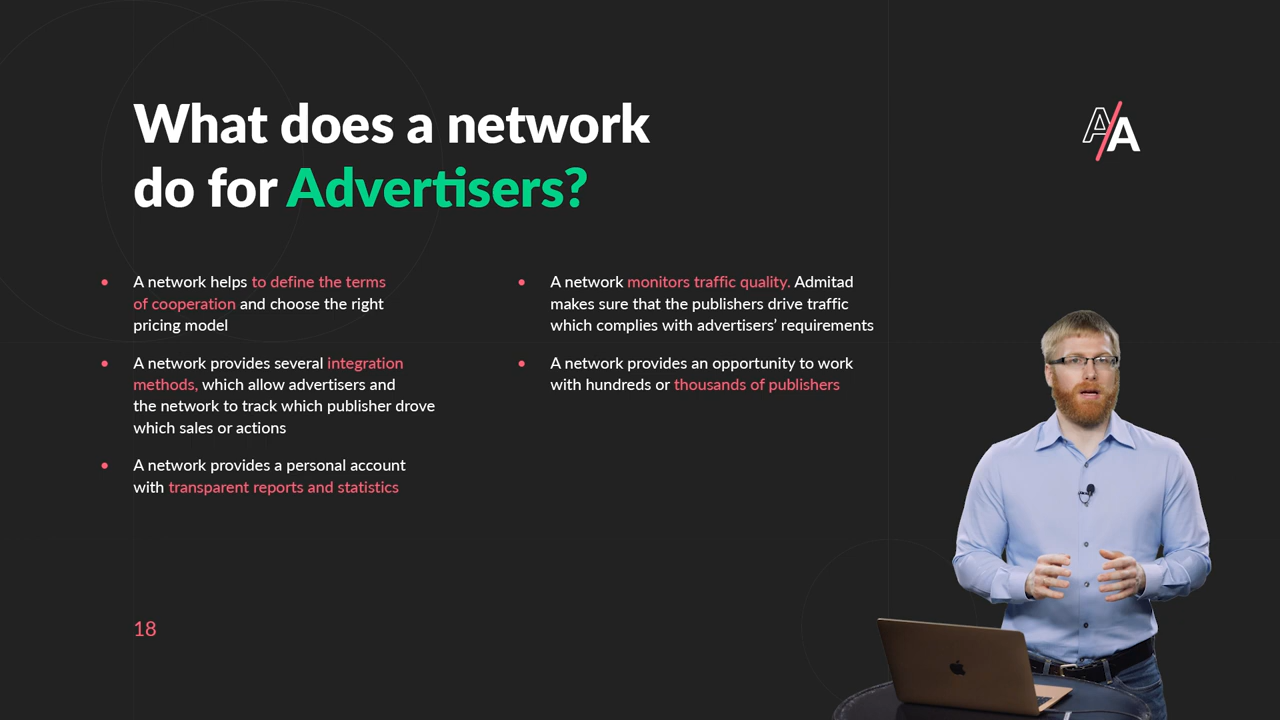 What does a network
do for Advertisers?
A/A
A network helps to define the terms
of cooperation and choose the right
pricing model
A network provides several integration
methods, which allow advertisers and
the network to track which publisher drove
which sales or actions
A network provides a personal account
with transparent reports and statistics
A network monitors traffic quality. Admitad
makes sure that the publishers drive traffic
which complies with advertisers’ requirements
A network provides an opportunity to work
with hundreds or thousands of publishers
18